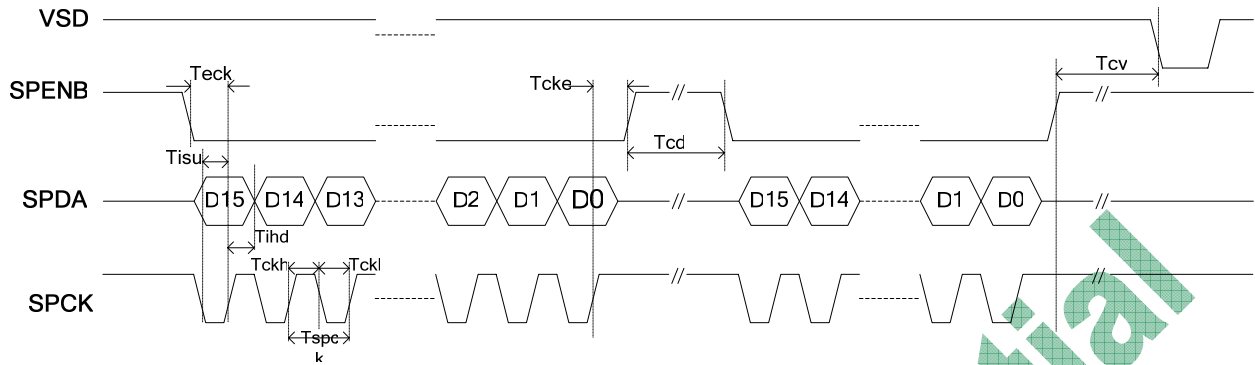 VSD
Teck
Tcke
Tcv
SPENB
Tcd
Tisu
SPDA
D15
D14
D13
D2
D1
D0
D15
D14
D1
D0
Tihd
Tckh
Tckl
SPCK
Tspc
k
tial